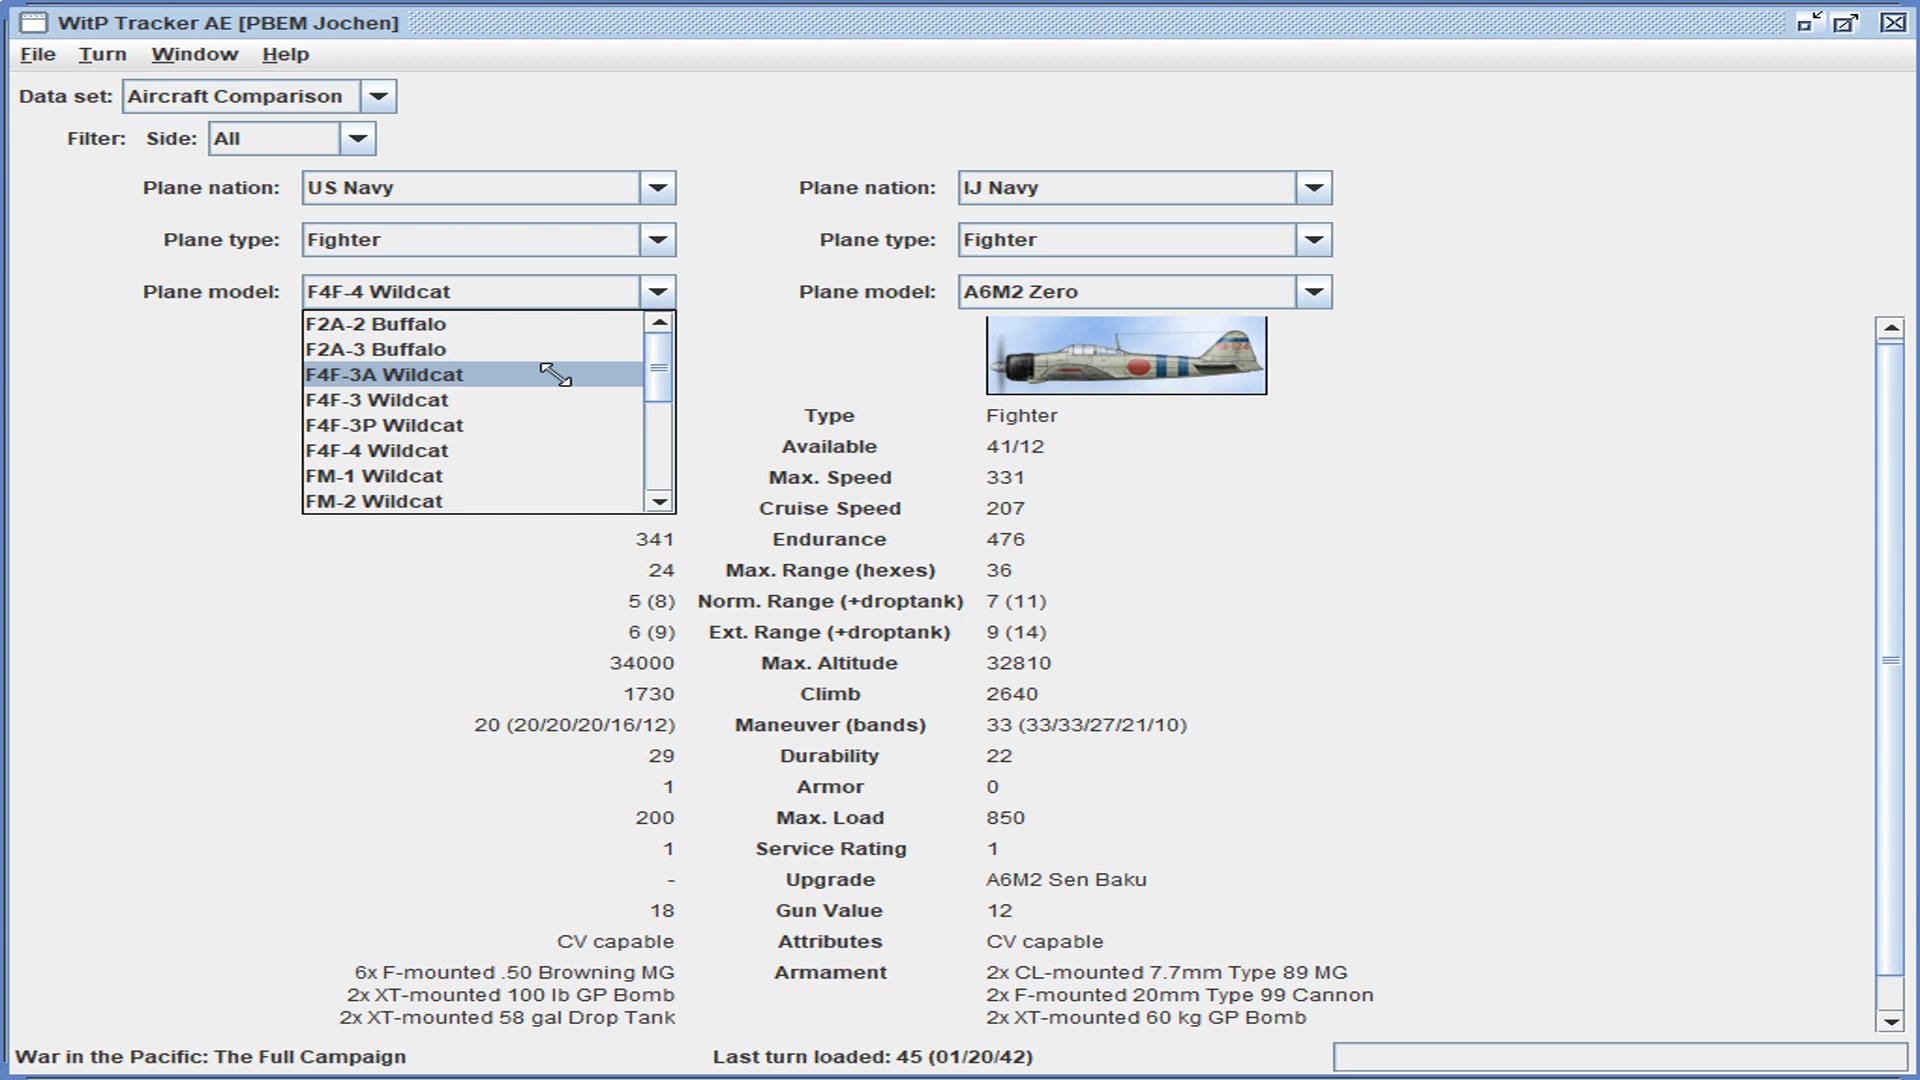 WitP Tracker AE [PBEM Jochen]
File Turn Window Help
Data set: Aircraft Comparison
Filter: Side: All
Plane nation: US Navy Plane nation: IJ Navy
Plane type: Fighter Plane type: Fighter
Plane model: F4F-4 Wildcat Plane model: A6M2 Zero
F2A-2 Buffalo
F2A-3 Buffalo
F4F-3A Wildcat
F4F-3 Wildcat
F4F-3P Wildcat
F4F-4 Wildcat
FM-1 Wildcat
FM-2 Wildcat
Type Fighter
Available 41/12
Max. Speed 331
Cruise Speed 207
341 Endurance 476
24 Max. Range (hexes) 36
5 (8) Norm. Range (+droptank) 7 (11)
6 (9) Ext. Range (+droptank) 9 (14)
34000 Max. Altitude 32810
1730 Climb 2640
20 (20/20/20/16/12) Maneuver (bands) 33 (33/33/27/21/10)
29 Durability 22
1 Armor 0
200 Max. Load 850
1 Service Rating 1
- Upgrade A6M2 Sen Baku
18 Gun Value 12
CV capable Attributes CV capable
6x F-mounted .50 Browning MG Armament 2x CL-mounted 7.7mm Type 89 MG
2x XT-mounted 100 lb GP Bomb 2x F-mounted 20mm Type 99 Cannon
2x XT-mounted 58 gal Drop Tank 2x XT-mounted 60 kg GP Bomb
War in the Pacific: The Full Campaign Last turn loaded: 45 (01/20/42)